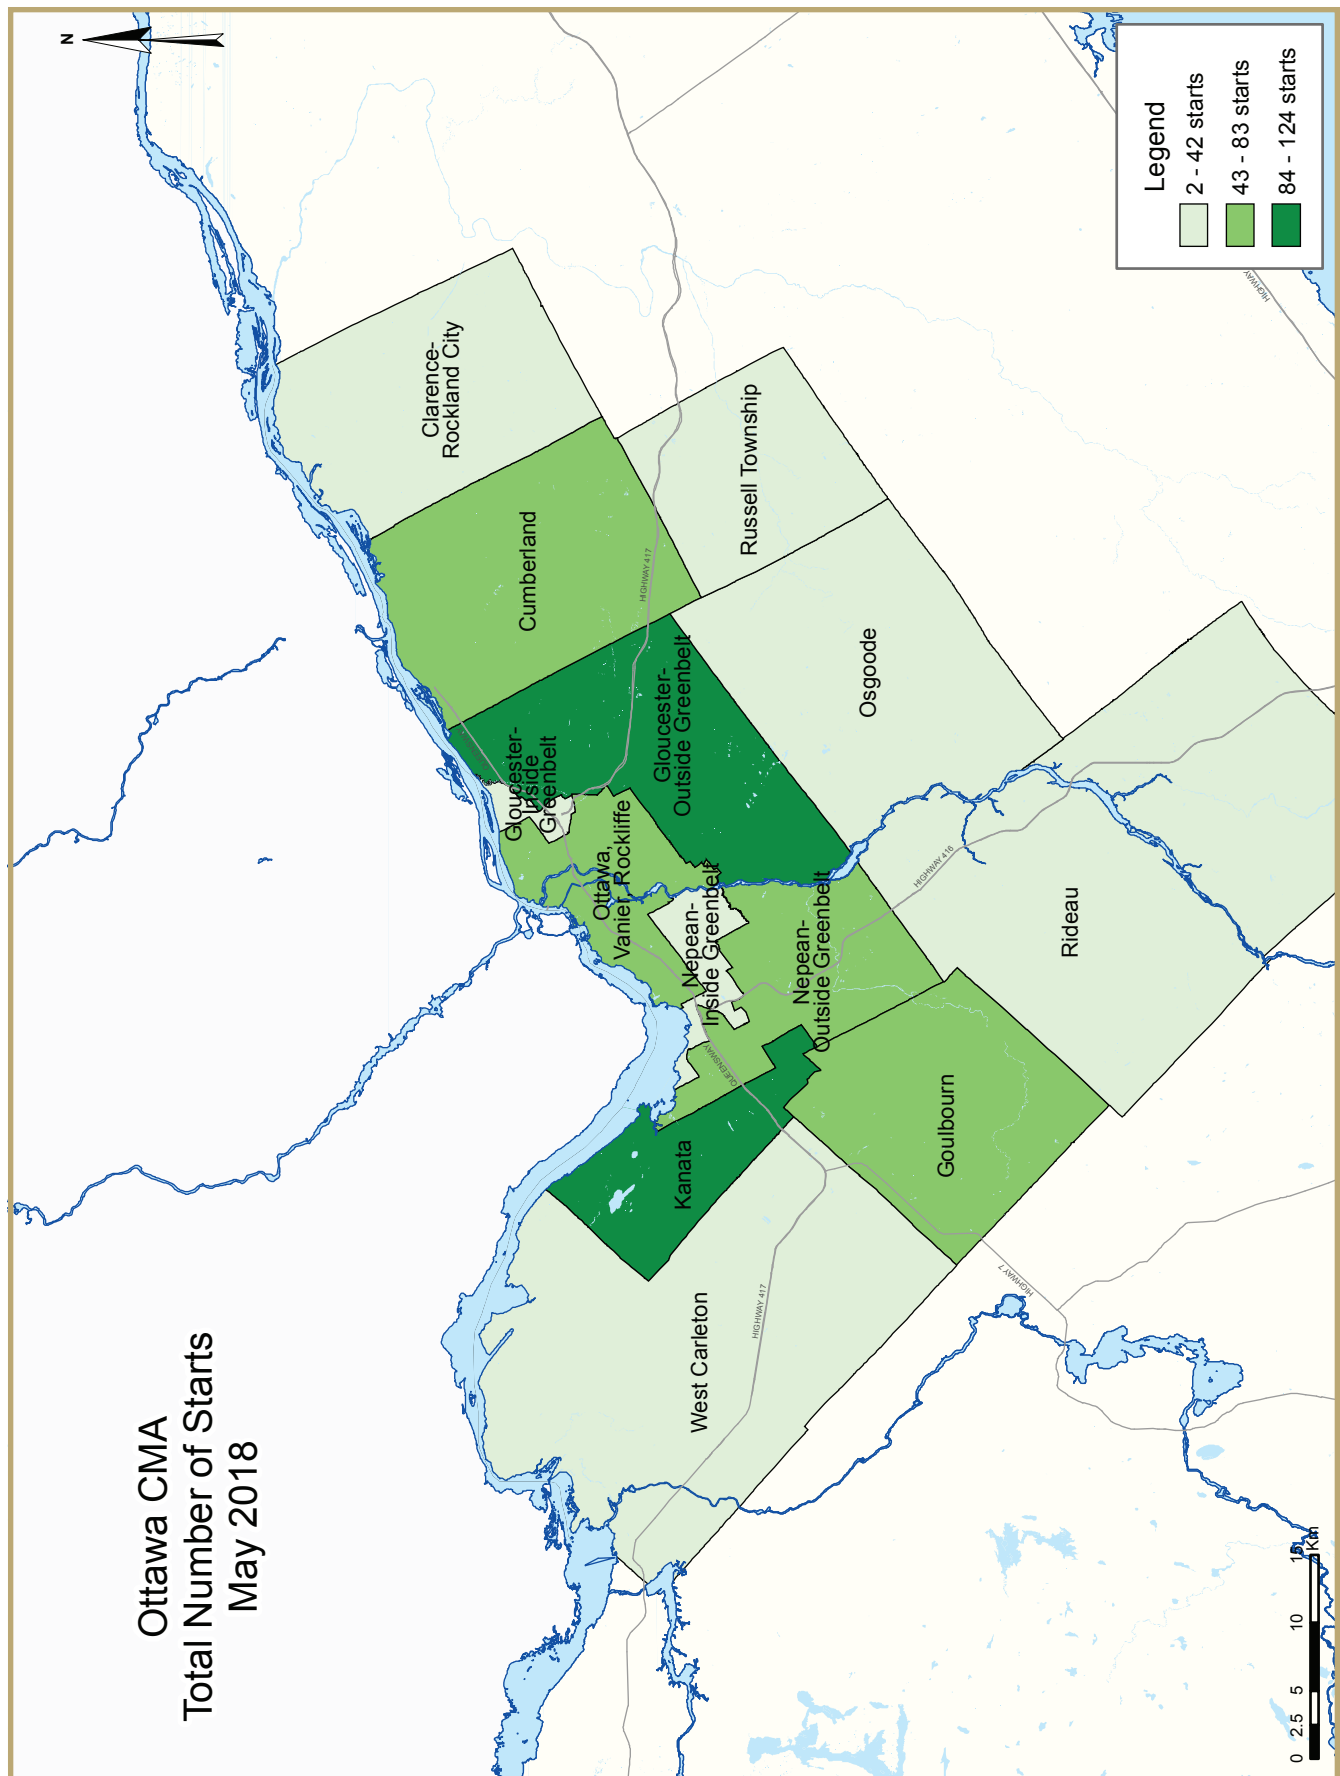 Ottawa CMA
Total Number of Starts
May 2018
N
Legend
2 - 42 starts
43 - 83 starts
84 - 124 starts
Clarence-
Rockland City
Cumberland
Russell Township
HIGHWAY 417
Gloucester-
Outside Greenbelt
Osgoode
Gloucester-
Inside
Greenbelt
Ottawa,
Vanier, Rockliffe
Nepean-
Inside Greenbelt
Nepean-
Outside Greenbelt
HIGHWAY 416
Rideau
QUEENSWAY
Kanata
Goulbourn
West Carleton
HIGHWAY 417
HIGHWAY 7
HIGHWAY
0 2.5 5 10 15
Km